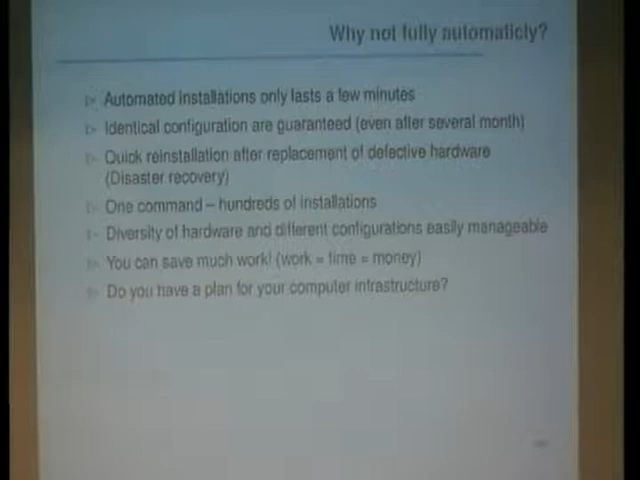 Why not fully automaticly?
Automated installations only lasts a few minutes
Identical configuration are guaranteed (even after several month)
Quick reinstallation after replacement of defective hardware
(Disaster recovery)
One command – hundreds of installations
Diversity of hardware and different configurations easily manageable
You can save much work! (work = time = money)
Do you have a plan for your computer infrastructure?